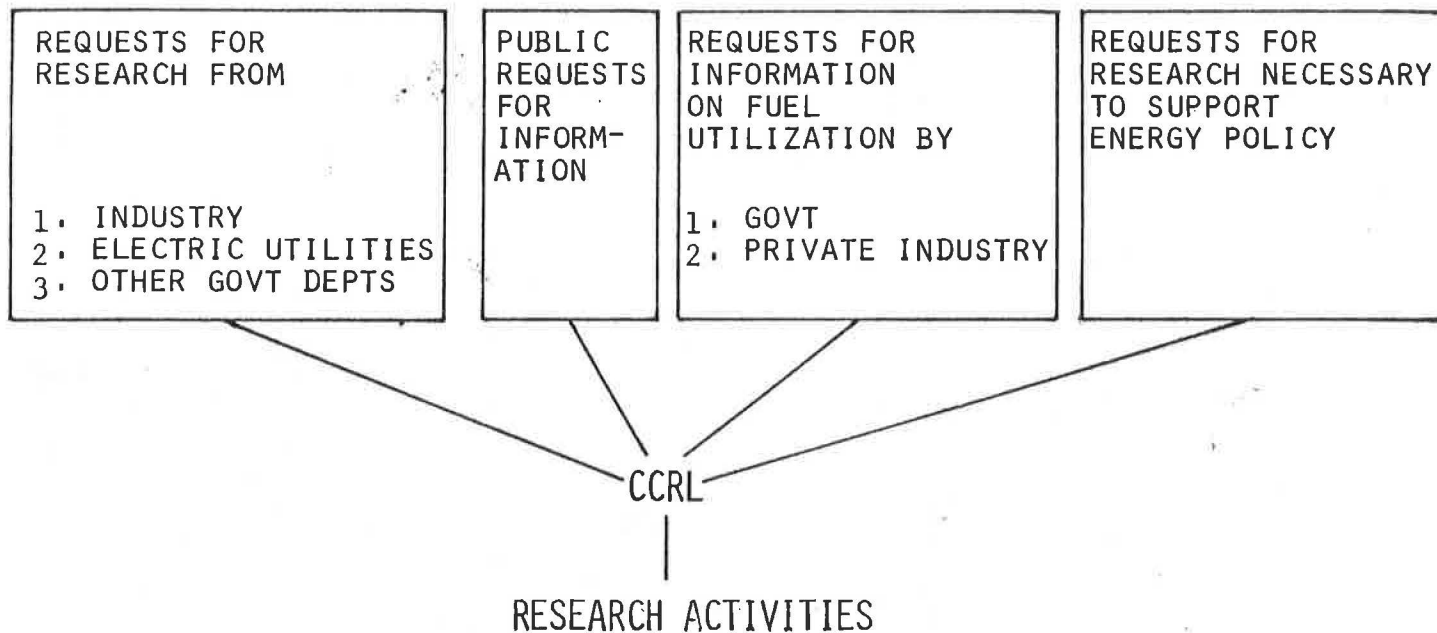 REQUESTS FOR
RESEARCH FROM
1. INDUSTRY
2. ELECTRIC UTILITIES
3. OTHER GOVT DEPTS
PUBLIC
REQUESTS
FOR
INFORM-
ATION
REQUESTS FOR
INFORMATION
ON FUEL
UTILIZATION BY
1. GOVT
2. PRIVATE INDUSTRY
REQUESTS FOR
RESEARCH NECESSARY
TO SUPPORT
ENERGY POLICY
CCRL
RESEARCH ACTIVITIES